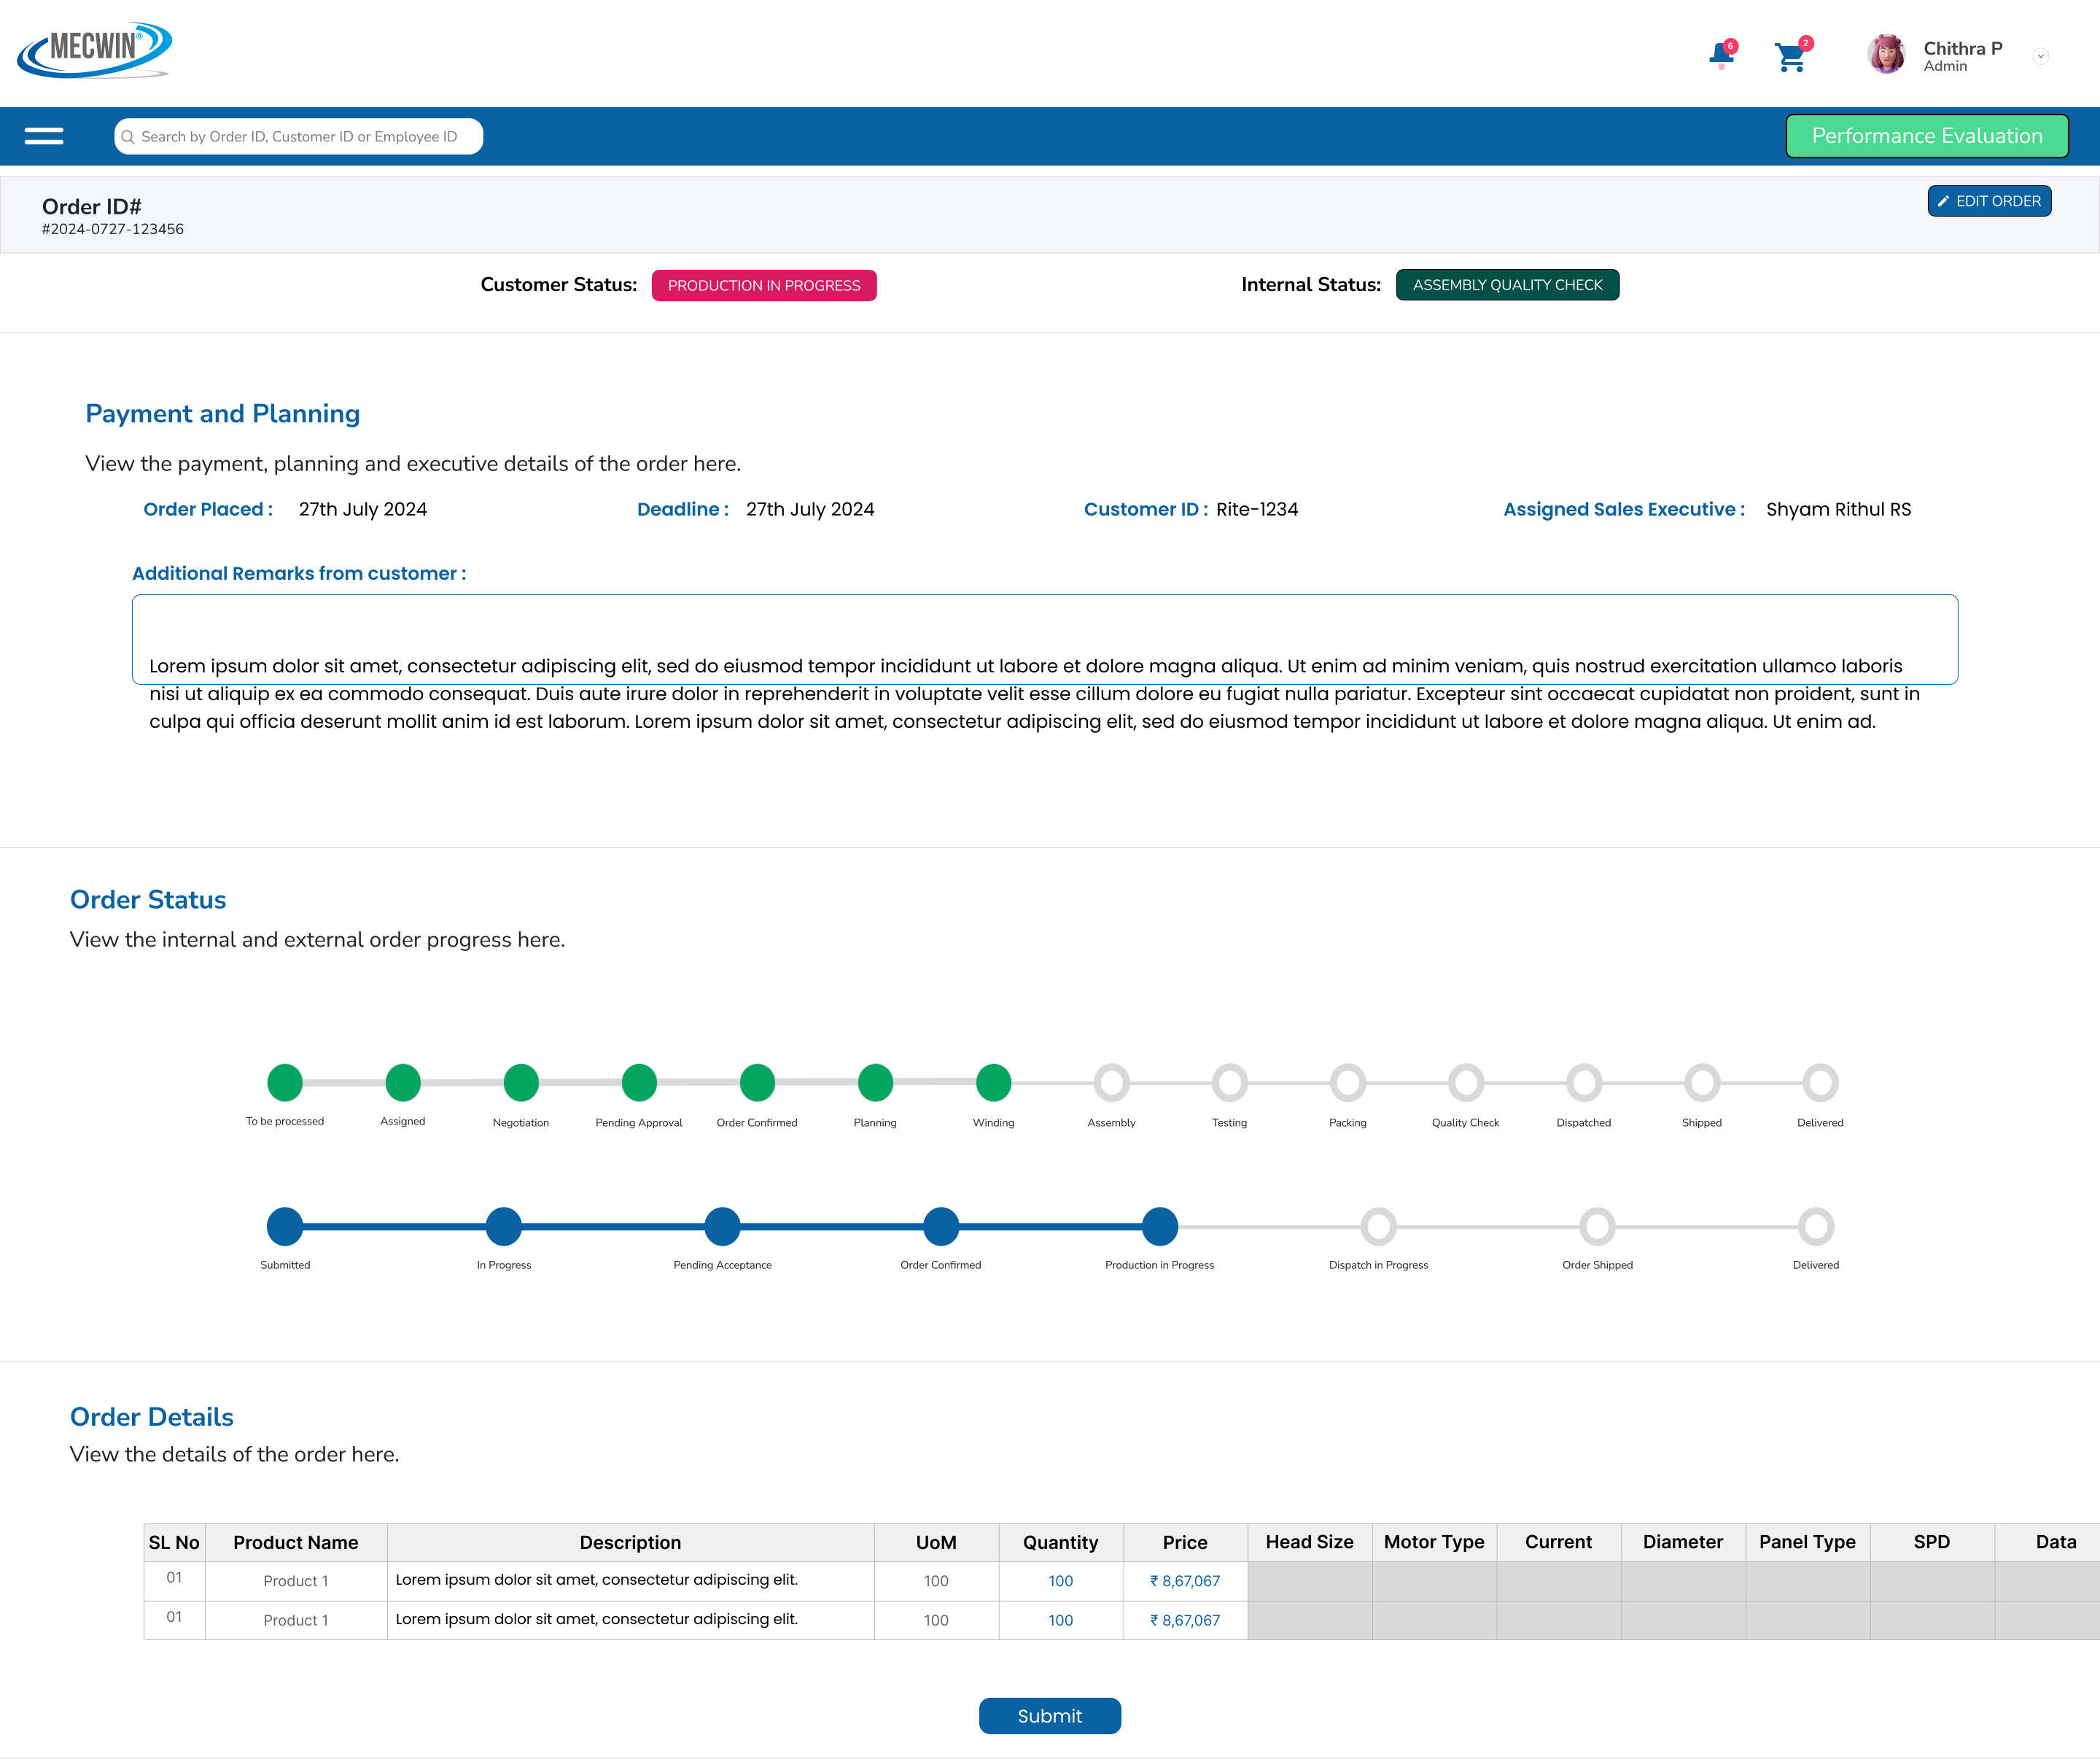 MECWIN®
6
2
Chithra P
Admin
Search by Order ID, Customer ID or Employee ID
Performance Evaluation
Order ID#
#2024-0727-123456
EDIT ORDER
Customer Status: PRODUCTION IN PROGRESS
Internal Status: ASSEMBLY QUALITY CHECK
Payment and Planning
View the payment, planning and executive details of the order here.
Order Placed : 27th July 2024 Deadline : 27th July 2024 Customer ID : Rite-1234 Assigned Sales Executive : Shyam Rithul RS
Additional Remarks from customer :
Lorem ipsum dolor sit amet, consectetur adipiscing elit, sed do eiusmod tempor incididunt ut labore et dolore magna aliqua. Ut enim ad minim veniam, quis nostrud exercitation ullamco laboris
nisi ut aliquip ex ea commodo consequat. Duis aute irure dolor in reprehenderit in voluptate velit esse cillum dolore eu fugiat nulla pariatur. Excepteur sint occaecat cupidatat non proident, sunt in
culpa qui officia deserunt mollit anim id est laborum. Lorem ipsum dolor sit amet, consectetur adipiscing elit, sed do eiusmod tempor incididunt ut labore et dolore magna aliqua. Ut enim ad.
Order Status
View the internal and external order progress here.
To be processed Assigned Negotiation Pending Approval Order Confirmed Planning Winding Assembly Testing Packing Quality Check Dispatched Shipped Delivered
Submitted In Progress Pending Acceptance Order Confirmed Production in Progress Dispatch in Progress Order Shipped Delivered
Order Details
View the details of the order here.
SL No Product Name Description UoM Quantity Price Head Size Motor Type Current Diameter Panel Type SPD Data
01 Product 1 Lorem ipsum dolor sit amet, consectetur adipiscing elit. 100 100 ₹ 8,67,067
01 Product 1 Lorem ipsum dolor sit amet, consectetur adipiscing elit. 100 100 ₹ 8,67,067
Submit